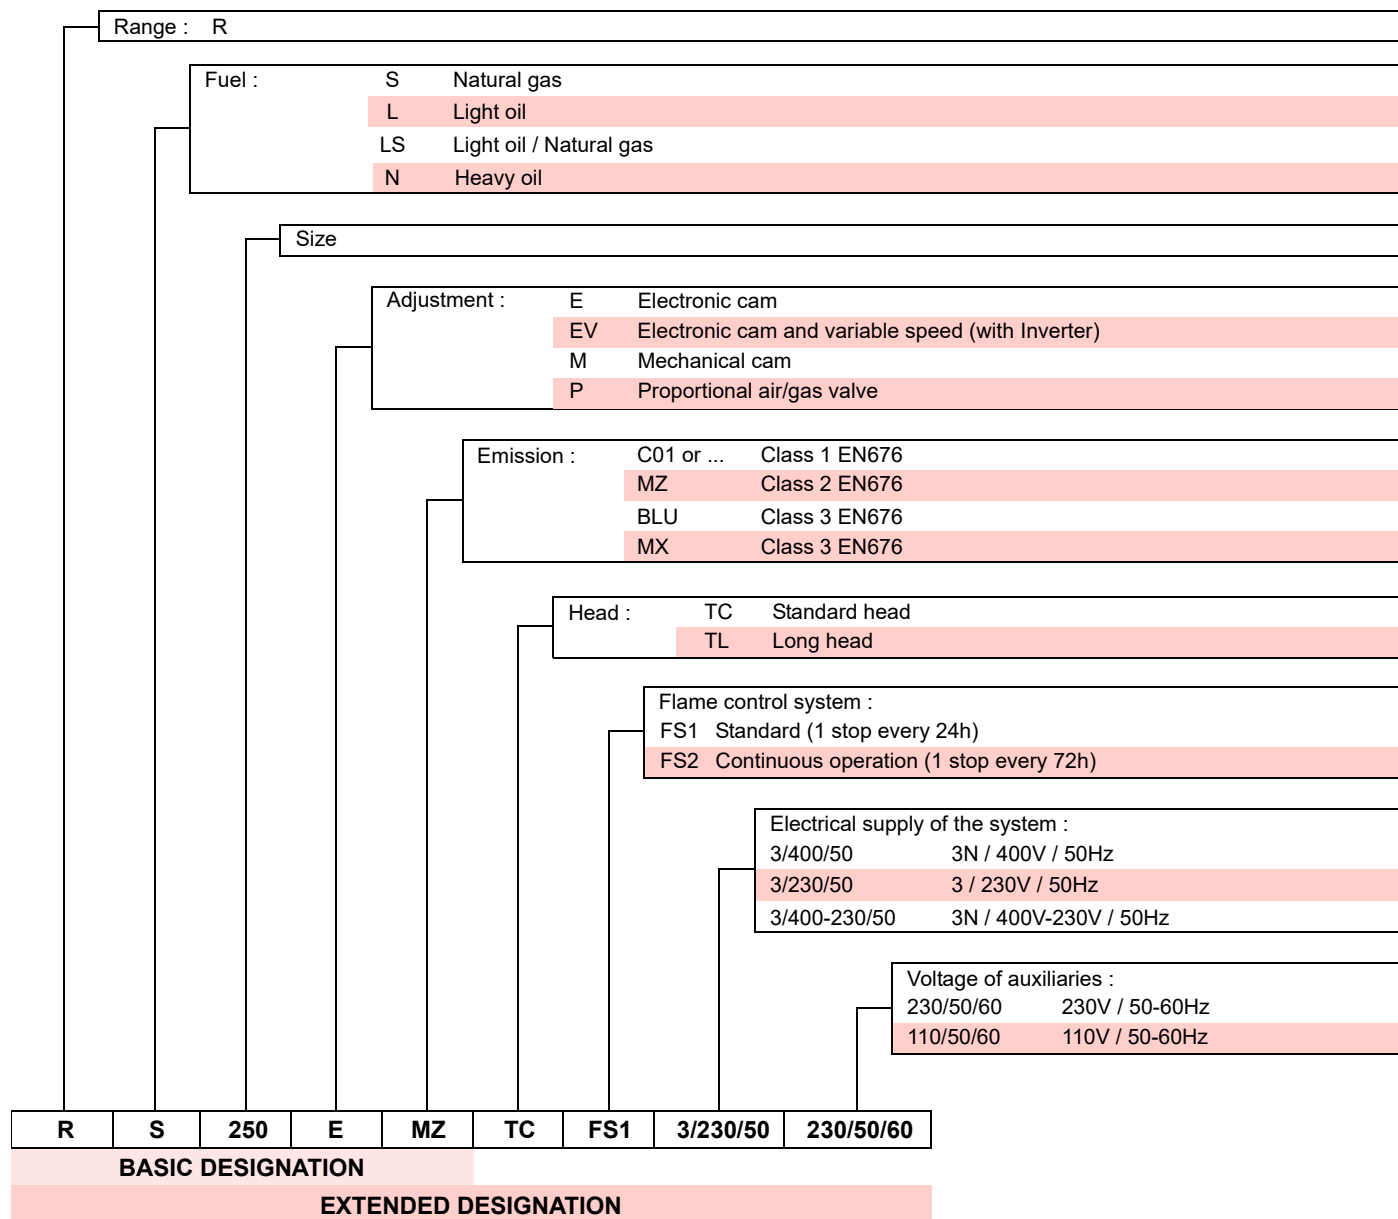 Range : R
Fuel : S Natural gas
L Light oil
LS Light oil / Natural gas
N Heavy oil
Size
Adjustment : E Electronic cam
EV Electronic cam and variable speed (with Inverter)
M Mechanical cam
P Proportional air/gas valve
Emission : C01 or ... Class 1 EN676
MZ Class 2 EN676
BLU Class 3 EN676
MX Class 3 EN676
Head : TC Standard head
TL Long head
Flame control system :
FS1 Standard (1 stop every 24h)
FS2 Continuous operation (1 stop every 72h)
Electrical supply of the system :
3/400/50 3N / 400V / 50Hz
3/230/50 3 / 230V / 50Hz
3/400-230/50 3N / 400V-230V / 50Hz
Voltage of auxiliaries :
230/50/60 230V / 50-60Hz
110/50/60 110V / 50-60Hz
R S 250 E MZ TC FS1 3/230/50 230/50/60
BASIC DESIGNATION
EXTENDED DESIGNATION